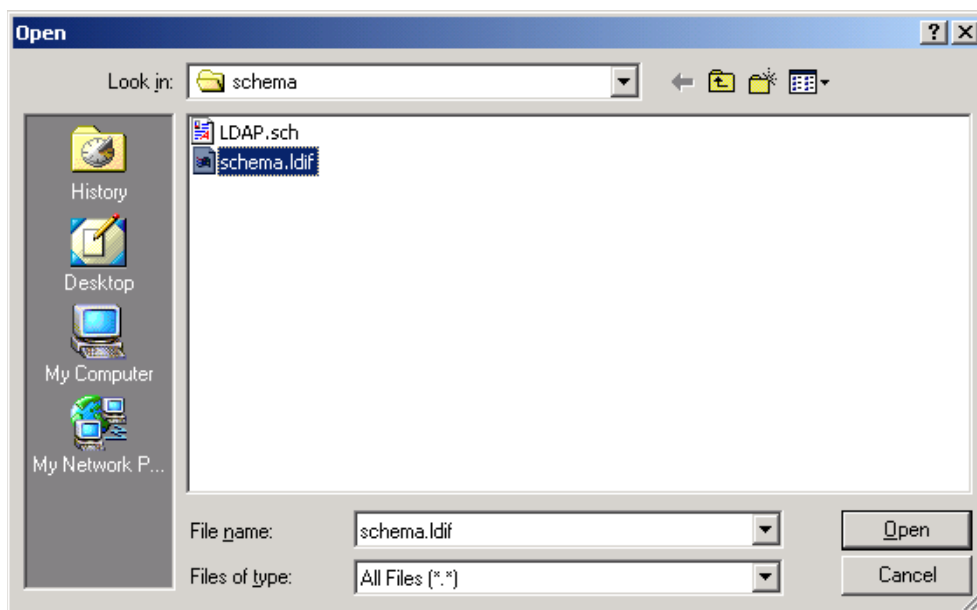 Open
Look in: schema
LDAP.sch
schema.ldif
History
Desktop
My Computer
My Network P...
File name: schema.ldif Open
Files of type: All Files (*.*) Cancel